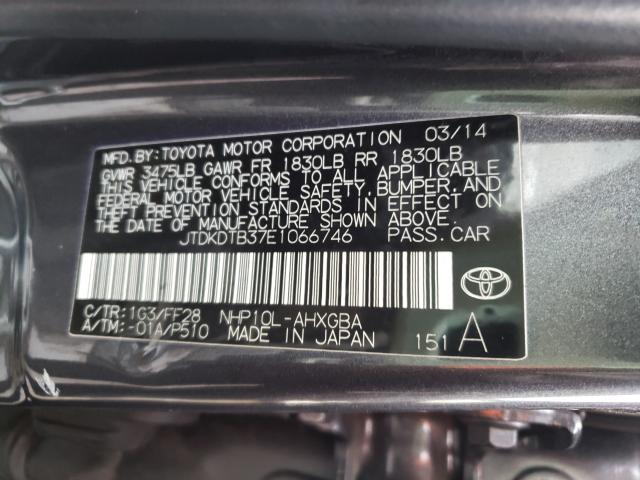 MFD.BY:TOYOTA MOTOR CORPORATION 03/14
GVWR 3475LB GAWR FR 1830LB RR 1830LB
THIS VEHICLE CONFORMS TO ALL APPLICABLE
FEDERAL MOTOR VEHICLE SAFETY,BUMPER,AND
THEFT PREVENTION STANDARDS IN EFFECT ON
THE DATE OF MANUFACTURE SHOWN ABOVE.
JTDKDTB37E1066746 PASS.CAR
C/TR:1G3/FF28 NHP10L-AHXGBA
A/TM:-01A/P510 MADE IN JAPAN 151 A